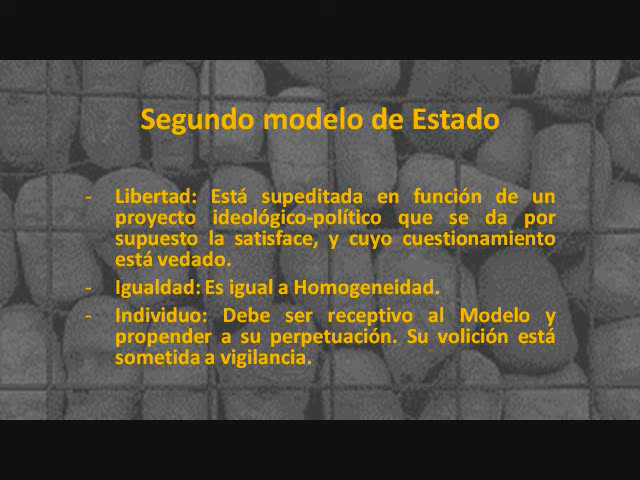 Segundo modelo de Estado
- Libertad: Está supeditada en función de un
proyecto ideológico-político que se da por
supuesto la satisface, y cuyo cuestionamiento
está vedado.
- Igualdad: Es igual a Homogeneidad.
- Individuo: Debe ser receptivo al Modelo y
propender a su perpetuación. Su volición está
sometida a vigilancia.